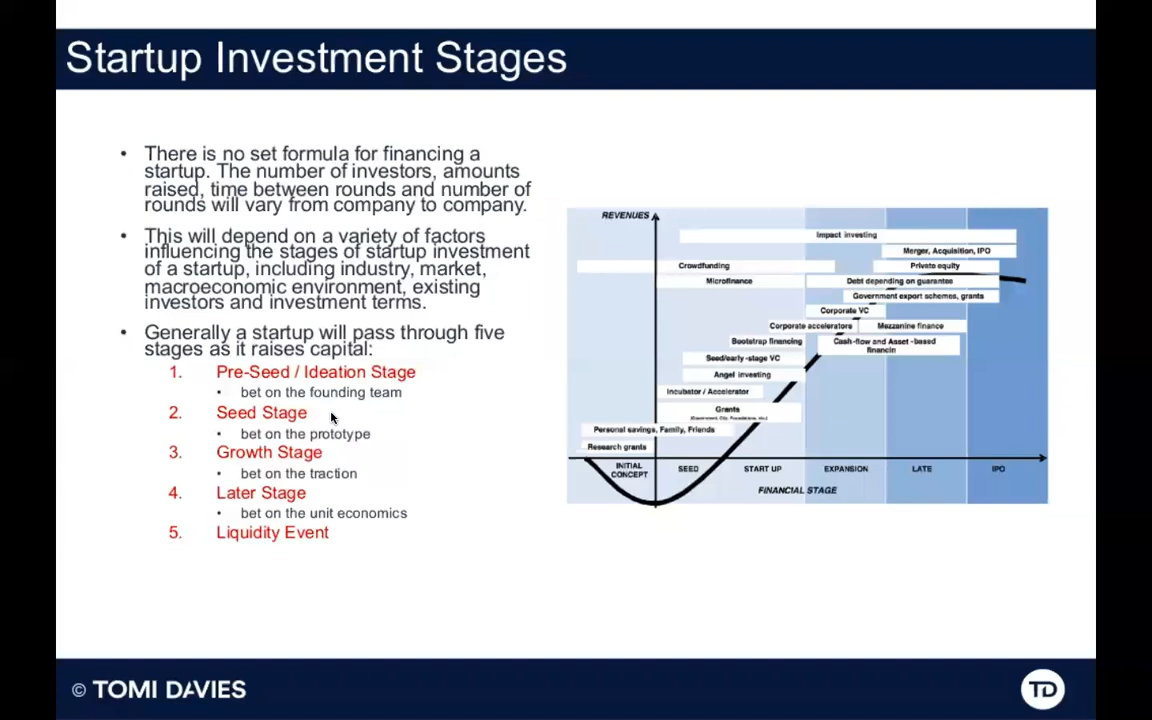 Startup Investment Stages
• There is no set formula for financing a
startup. The number of investors, amounts
raised, time between rounds and number of
rounds will vary from company to company.
• This will depend on a variety of factors
influencing the stages of startup investment
of a startup, including industry, market,
macroeconomic environment, existing
investors and investment terms.
• Generally a startup will pass through five
stages as it raises capital:
1. Pre-Seed / Ideation Stage
• bet on the founding team
2. Seed Stage
• bet on the prototype
3. Growth Stage
• bet on the traction
4. Later Stage
• bet on the unit economics
5. Liquidity Event
REVENUES
Impact investing
Merger, Acquisition, IPO
Crowdfunding
Private equity
Microfinance
Debt depending on guarantee
Government export schemes, grants
Corporate VC
Corporate accelerators
Mezzanine finance
Bootstrap financing
Cash-flow and Asset -based
financin
Seed/early -stage VC
Angel investing
Incubator / Accelerator
Grants
(Government, City, Foundations, etc.)
Personal savings, Family, Friends
Research grants
INITIAL
CONCEPT
SEED
START UP
EXPANSION
LATE
IPO
FINANCIAL STAGE
© TOMI DAVIES
TD